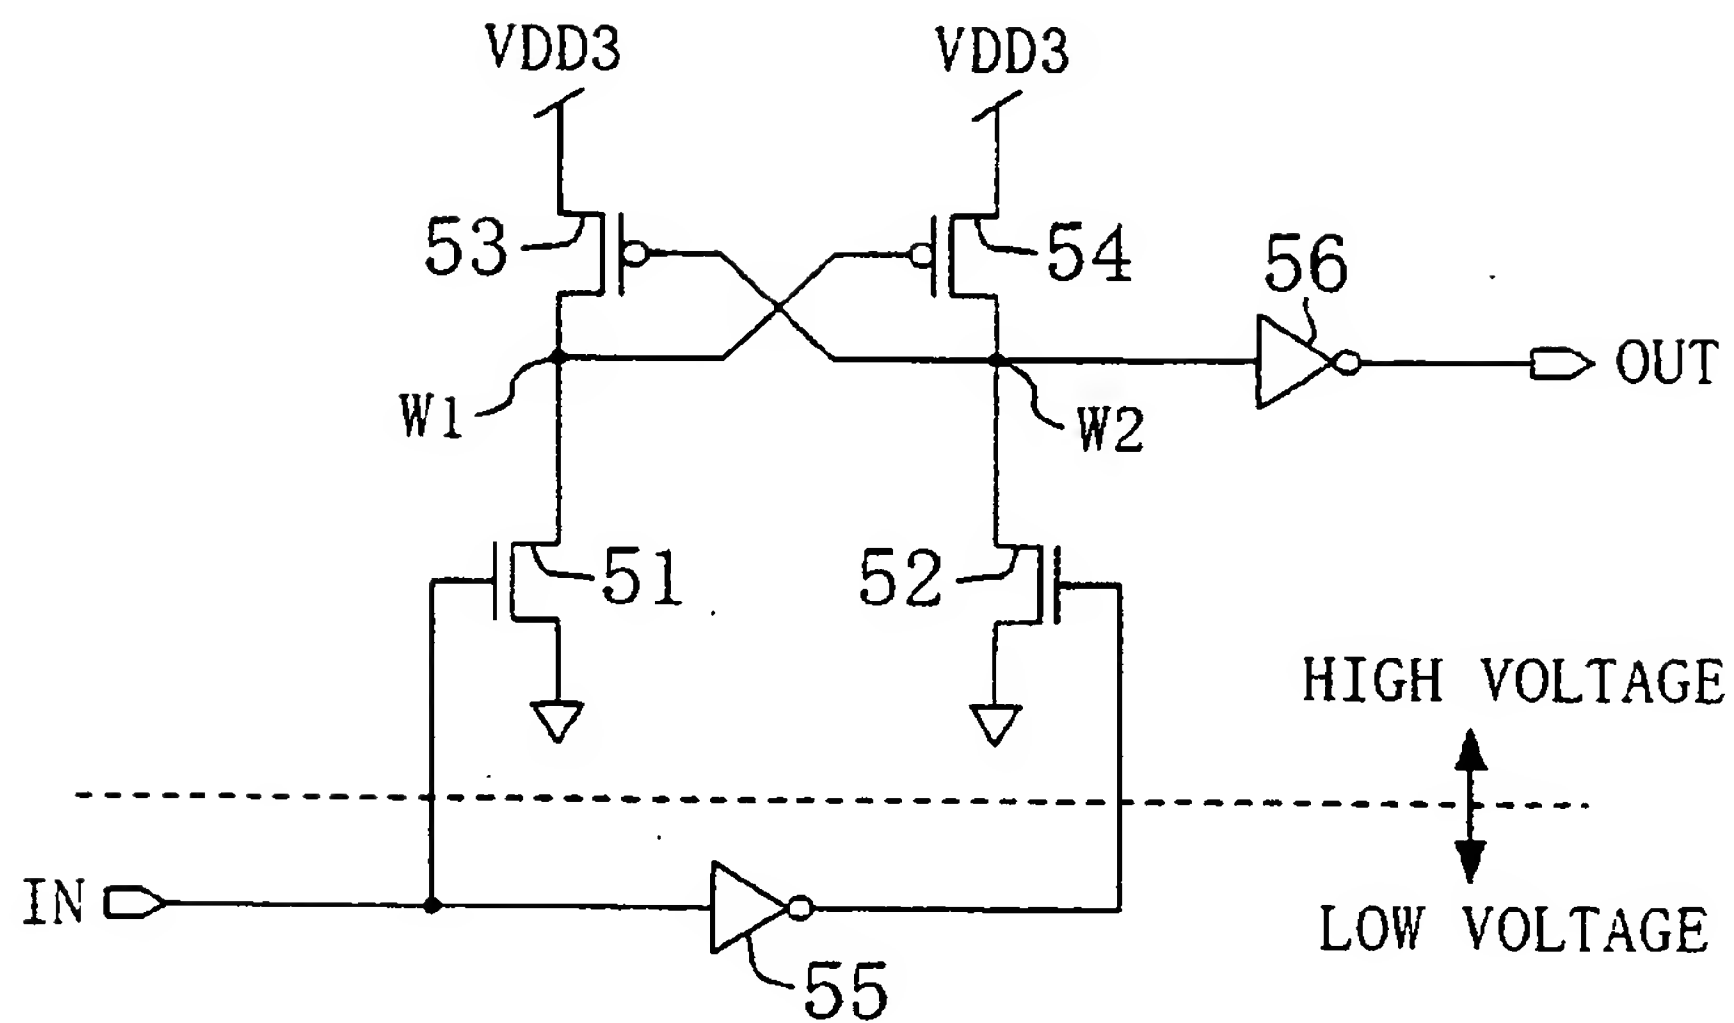 VDD3
VDD3
53
54
56
OUT
W1
W2
51
52
HIGH VOLTAGE
IN
LOW VOLTAGE
55